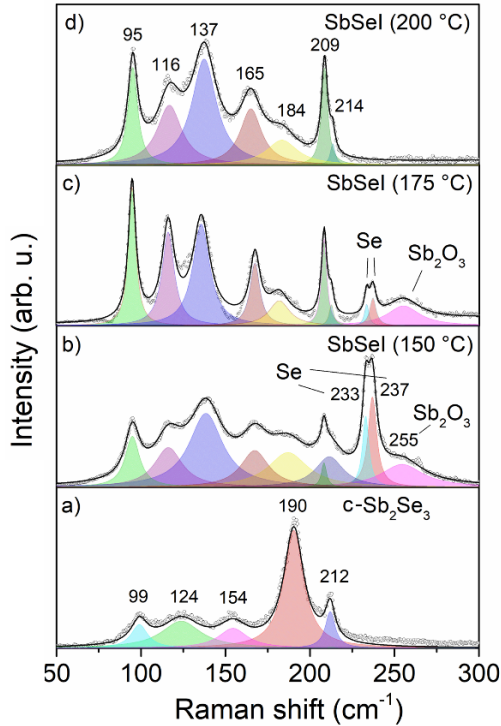 d)
SbSeI (200 °C)
95
116
137
165
184
209
214
c)
SbSeI (175 °C)
Se
Sb₂O₃
b)
SbSeI (150 °C)
Se
233
237
255
Sb₂O₃
a)
c-Sb₂Se₃
99
124
154
190
212
Intensity (arb. u.)
50 100 150 200 250 300
Raman shift (cm⁻¹)